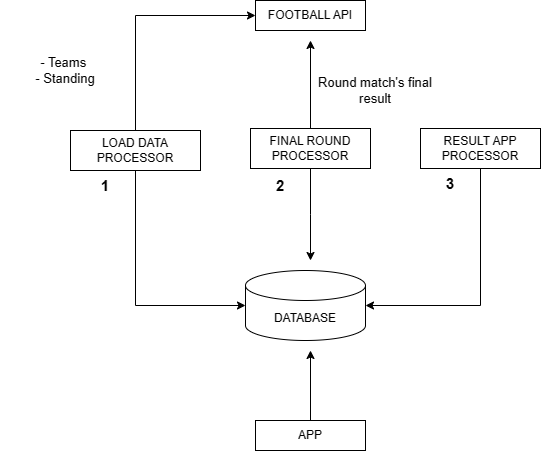 FOOTBALL API
- Teams
- Standing
Round match's final
result
LOAD DATA
PROCESSOR
FINAL ROUND
PROCESSOR
RESULT APP
PROCESSOR
1
2
3
DATABASE
APP